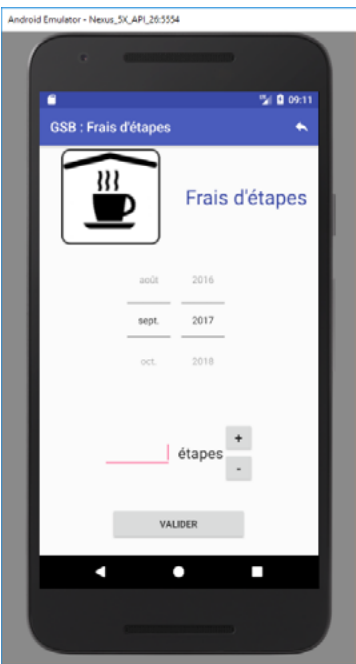 Android Emulator - Nexus_5X_API_26:5554
09:11
GSB : Frais d'étapes
Frais d'étapes
août 2016
sept. 2017
oct. 2018
étapes
+
-
VALIDER